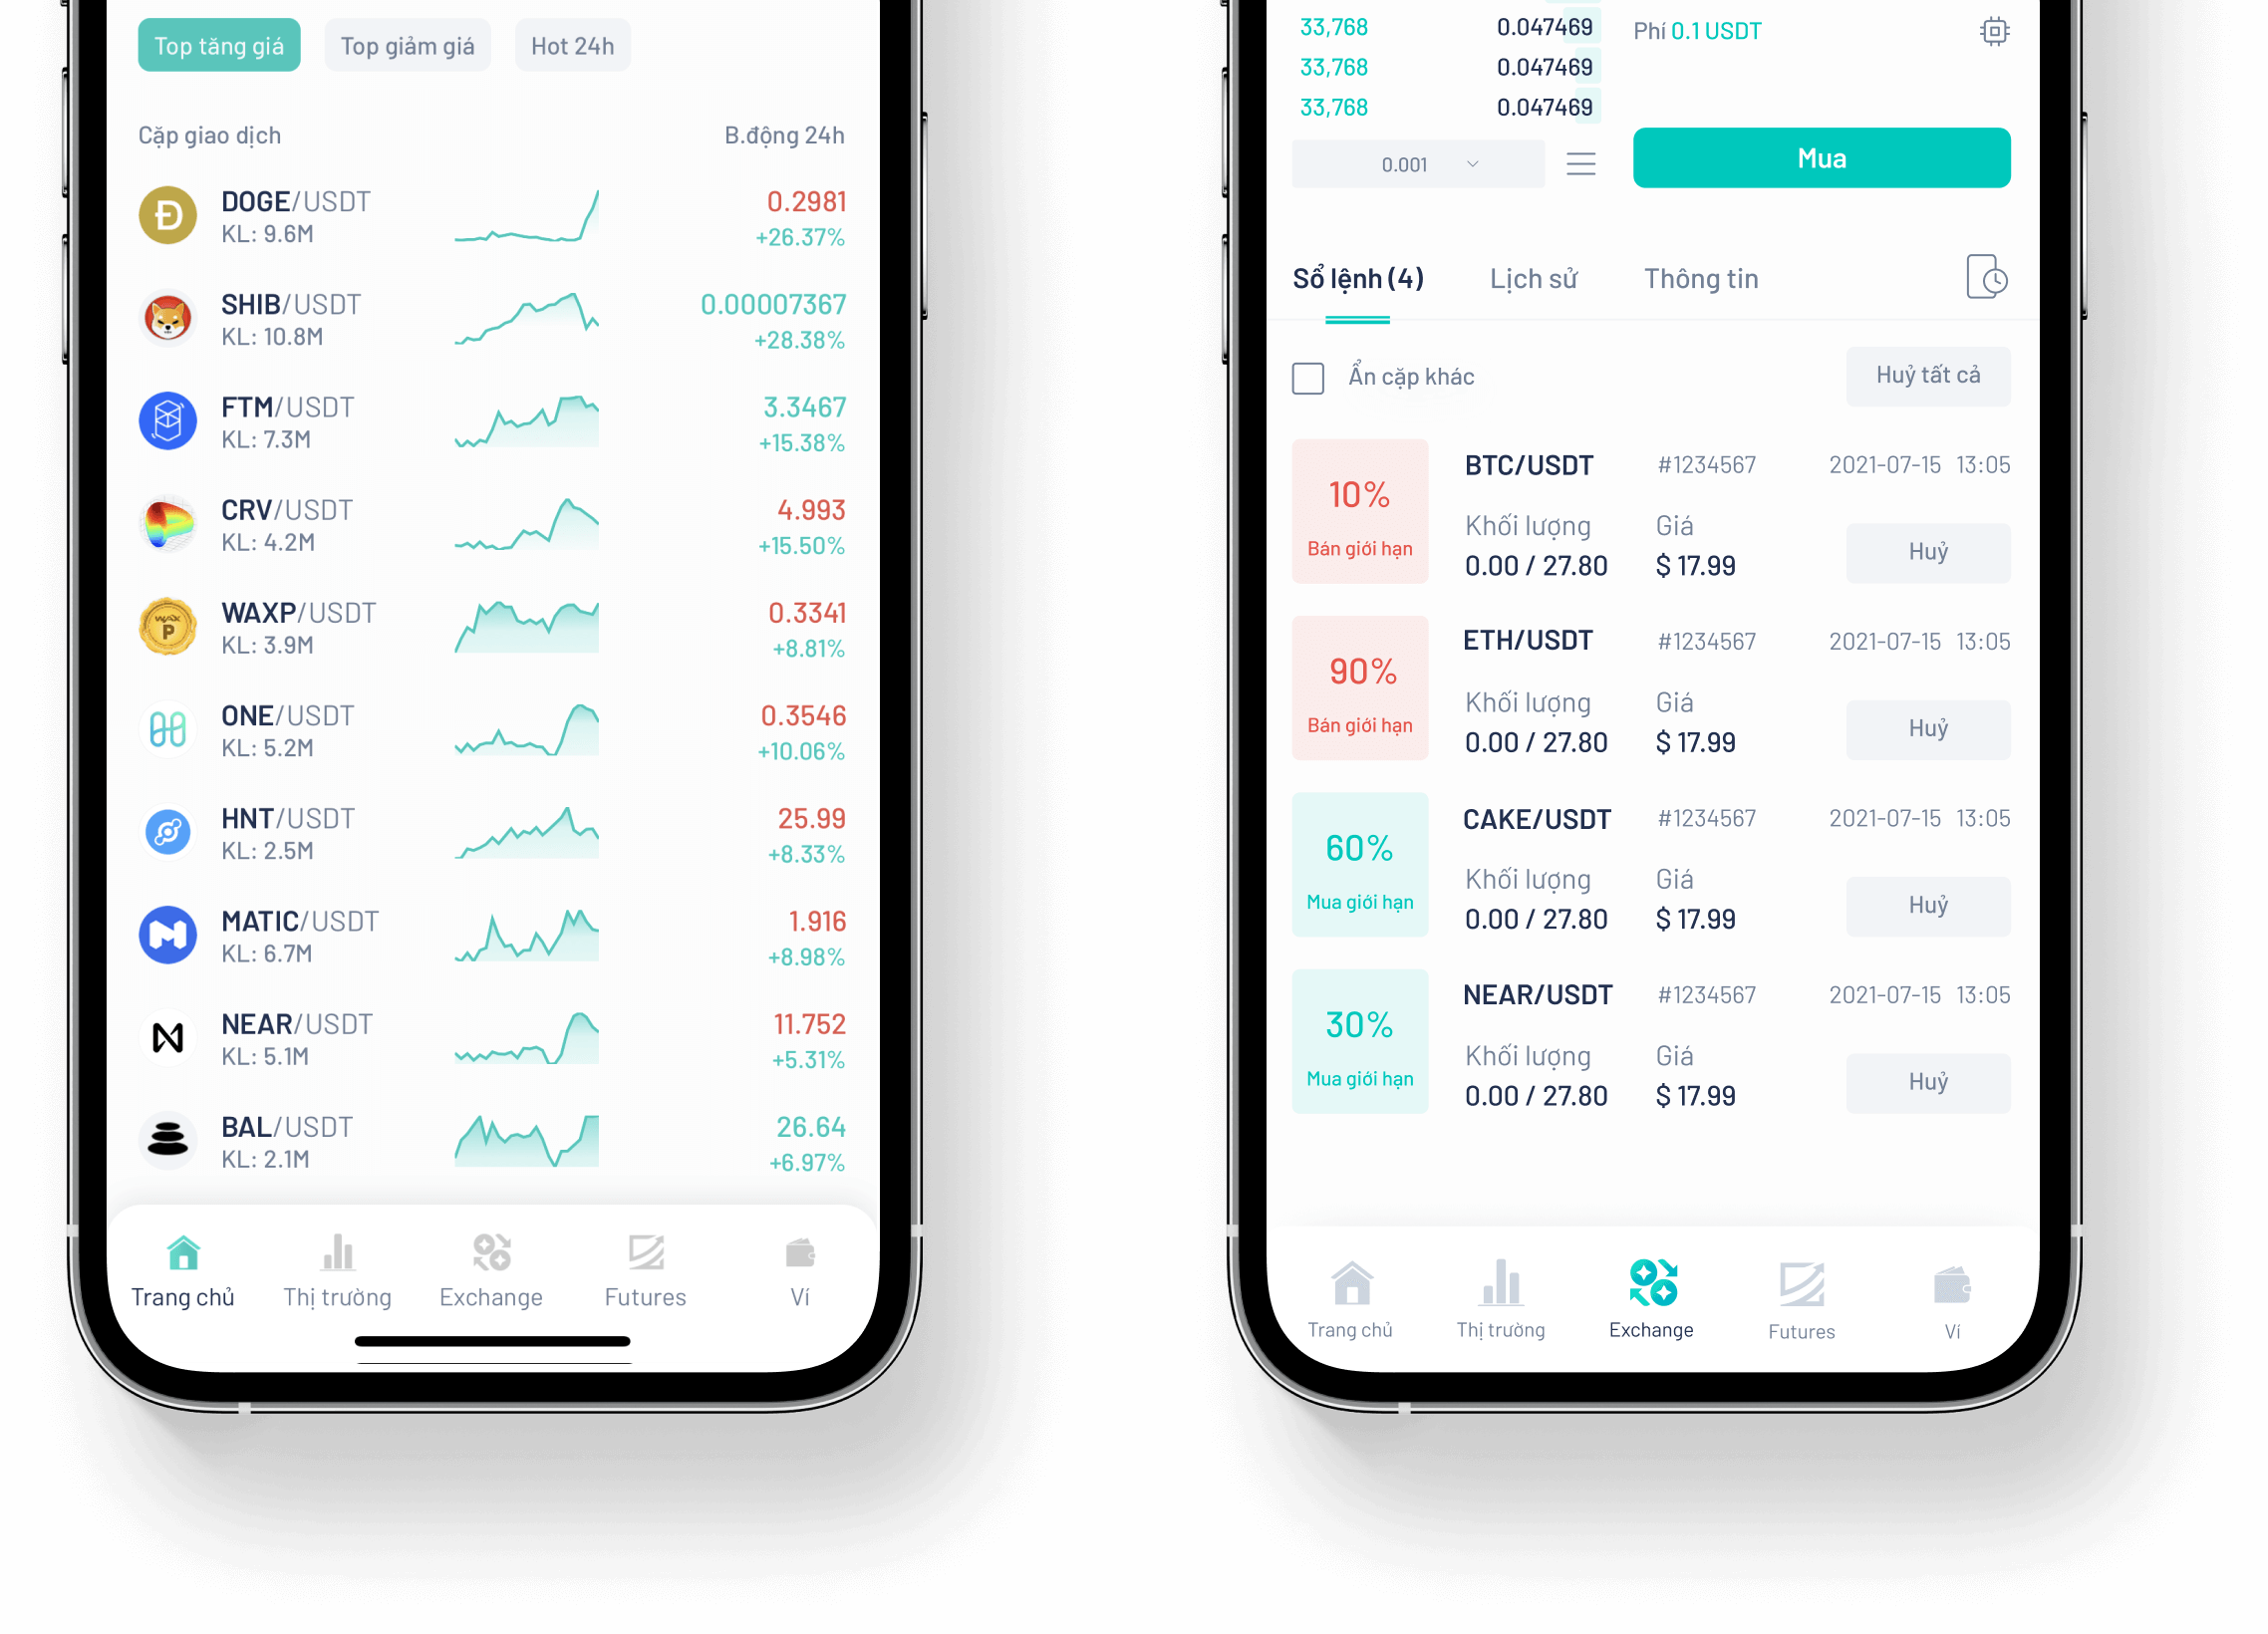 Top tăng giá
Top giảm giá
Hot 24h
Cặp giao dịch
B.động 24h
DOGE/USDT
KL: 9.6M
0.2981
+26.37%
SHIB/USDT
KL: 10.8M
0.00007367
+28.38%
FTM/USDT
KL: 7.3M
3.3467
+15.38%
CRV/USDT
KL: 4.2M
4.993
+15.50%
WAX
P
WAXP/USDT
KL: 3.9M
0.3341
+8.81%
ONE/USDT
KL: 5.2M
0.3546
+10.06%
HNT/USDT
KL: 2.5M
25.99
+8.33%
MATIC/USDT
KL: 6.7M
1.916
+8.98%
NEAR/USDT
KL: 5.1M
11.752
+5.31%
BAL/USDT
KL: 2.1M
26.64
+6.97%
Trang chủ
Thị trường
Exchange
Futures
Ví
33,768 0.047469
33,768 0.047469
33,768 0.047469
0.001
Phí 0.1 USDT
Mua
Sổ lệnh (4)
Lịch sử
Thông tin
Ẩn cặp khác
Huỷ tất cả
10%
Bán giới hạn
BTC/USDT #1234567 2021-07-15 13:05
Khối lượng Giá
0.00 / 27.80 $ 17.99
Huỷ
90%
Bán giới hạn
ETH/USDT #1234567 2021-07-15 13:05
Khối lượng Giá
0.00 / 27.80 $ 17.99
Huỷ
60%
Mua giới hạn
CAKE/USDT #1234567 2021-07-15 13:05
Khối lượng Giá
0.00 / 27.80 $ 17.99
Huỷ
30%
Mua giới hạn
NEAR/USDT #1234567 2021-07-15 13:05
Khối lượng Giá
0.00 / 27.80 $ 17.99
Huỷ
Trang chủ
Thị trường
Exchange
Futures
Ví